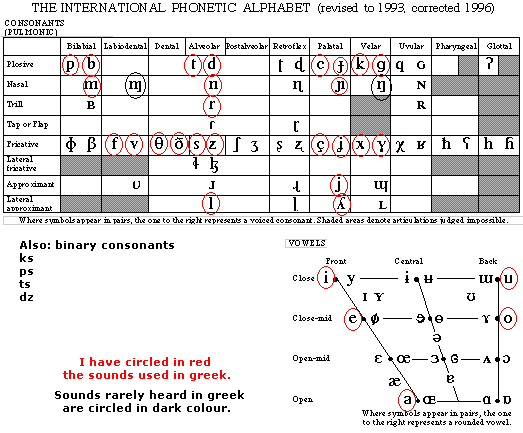 THE INTERNATIONAL PHONETIC ALPHABET (revised to 1993, corrected 1996)
CONSONANTS
(PULMONIC)
Bilabial Labiodental Dental Alveolar Postalveolar Retroflex Palatal Velar Uvular Pharyngeal Glottal
Plosive p b t d ʈ ɖ c ɟ k g q ɢ ʔ
Nasal m ɱ n ɳ ɲ ŋ ɴ
Trill ʙ r ʀ
Tap or Flap ɾ ɽ
Fricative ɸ β f v θ ð s z ʃ ʒ ʂ ʐ ç ʝ x ɣ χ ʁ ħ ʕ h ɦ
Lateral
fricative ɬ ɮ
Approximant ʋ ɹ ɻ j ɰ
Lateral
approximant l ɭ ʎ ʟ
Where symbols appear in pairs, the one to the right represents a voiced consonant. Shaded areas denote articulations judged impossible.
Also: binary consonants
ks
ps
ts
dz
I have circled in red
the sounds used in greek.
Sounds rarely heard in greek
are circled in dark colour.
VOWELS
Front Central Back
Close i y ɨ ʉ ɯ u
ɪ ʏ ʊ
Close-mid e ø ɘ ɵ ɤ o
ə
Open-mid ɛ œ ɜ ɞ ʌ ɔ
æ ɐ
Open a ɶ ɑ ɒ
Where symbols appear in pairs, the one
to the right represents a rounded vowel.